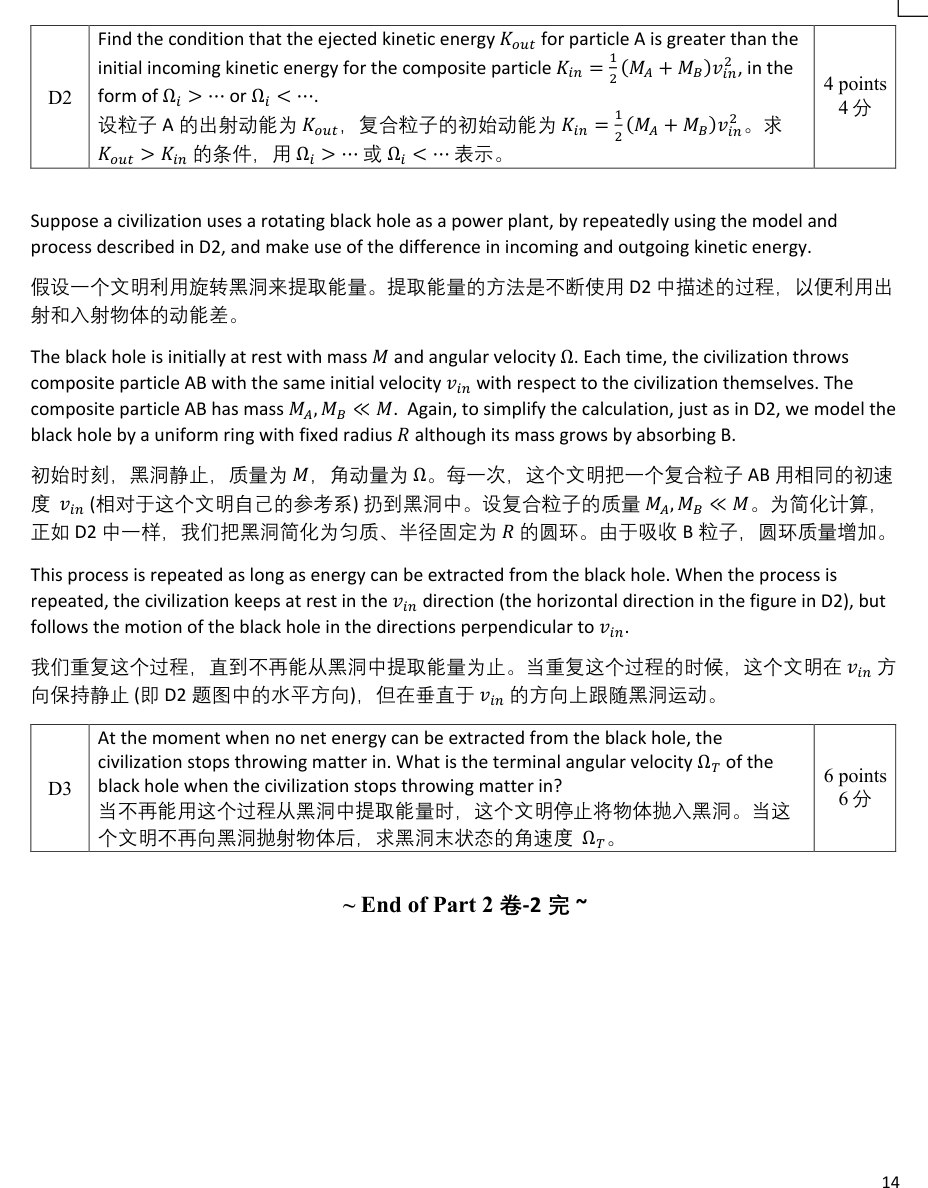 D2
Find the condition that the ejected kinetic energy K_out for particle A is greater than the
initial incoming kinetic energy for the composite particle K_in = 1/2 (M_A + M_B)v_in^2, in the
form of Ω_i > ⋯ or Ω_i < ⋯.
设粒子 A 的出射动能为 K_out，复合粒子的初始动能为 K_in = 1/2 (M_A + M_B)v_in^2。求
K_out > K_in 的条件，用 Ω_i > ⋯ 或 Ω_i < ⋯ 表示。
4 points
4 分
Suppose a civilization uses a rotating black hole as a power plant, by repeatedly using the model and
process described in D2, and make use of the difference in incoming and outgoing kinetic energy.
假设一个文明利用旋转黑洞来提取能量。提取能量的方法是不断使用 D2 中描述的过程，以便利用出
射和入射物体的动能差。
The black hole is initially at rest with mass M and angular velocity Ω. Each time, the civilization throws
composite particle AB with the same initial velocity v_in with respect to the civilization themselves. The
composite particle AB has mass M_A, M_B ≪ M. Again, to simplify the calculation, just as in D2, we model the
black hole by a uniform ring with fixed radius R although its mass grows by absorbing B.
初始时刻，黑洞静止，质量为 M，角动量为 Ω。每一次，这个文明把一个复合粒子 AB 用相同的初速
度 v_in (相对于这个文明自己的参考系) 扔到黑洞中。设复合粒子的质量 M_A, M_B ≪ M。为简化计算，
正如 D2 中一样，我们把黑洞简化为匀质、半径固定为 R 的圆环。由于吸收 B 粒子，圆环质量增加。
This process is repeated as long as energy can be extracted from the black hole. When the process is
repeated, the civilization keeps at rest in the v_in direction (the horizontal direction in the figure in D2), but
follows the motion of the black hole in the directions perpendicular to v_in.
我们重复这个过程，直到不再能从黑洞中提取能量为止。当重复这个过程的时候，这个文明在 v_in 方
向保持静止 (即 D2 题图中的水平方向)，但在垂直于 v_in 的方向上跟随黑洞运动。
D3
At the moment when no net energy can be extracted from the black hole, the
civilization stops throwing matter in. What is the terminal angular velocity Ω_T of the
black hole when the civilization stops throwing matter in?
当不再能用这个过程从黑洞中提取能量时，这个文明停止将物体抛入黑洞。当这
个文明不再向黑洞抛射物体后，求黑洞末状态的角速度 Ω_T。
6 points
6 分
~ End of Part 2 卷-2 完 ~
14